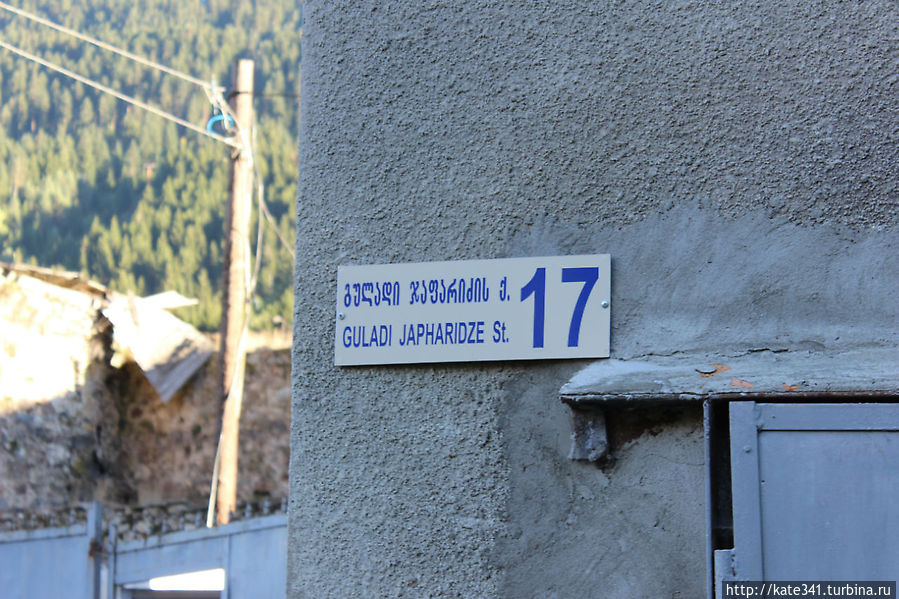 გულადი ჯაფარიძის ქ. 17
GULADI JAPHARIDZE St.
http://kate341.turbina.ru